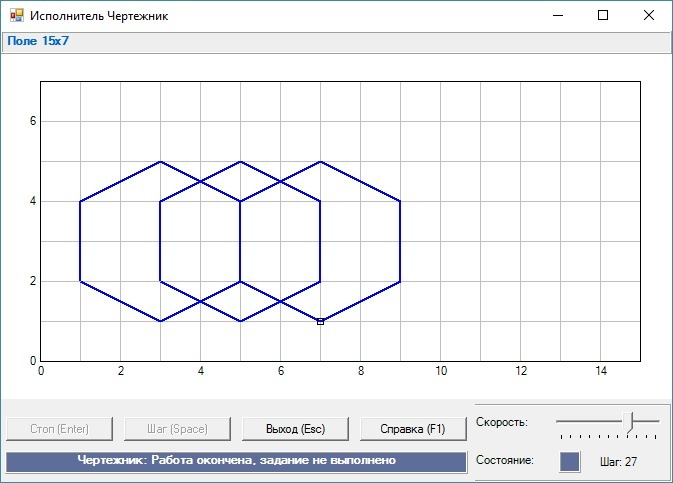 Исполнитель Чертежник
Поле 15x7
6
4
2
0
0 2 4 6 8 10 12 14
Стоп (Enter) Шаг (Space) Выход (Esc) Справка (F1)
Скорость:
Чертежник: Работа окончена, задание не выполнено
Состояние: Шаг: 27